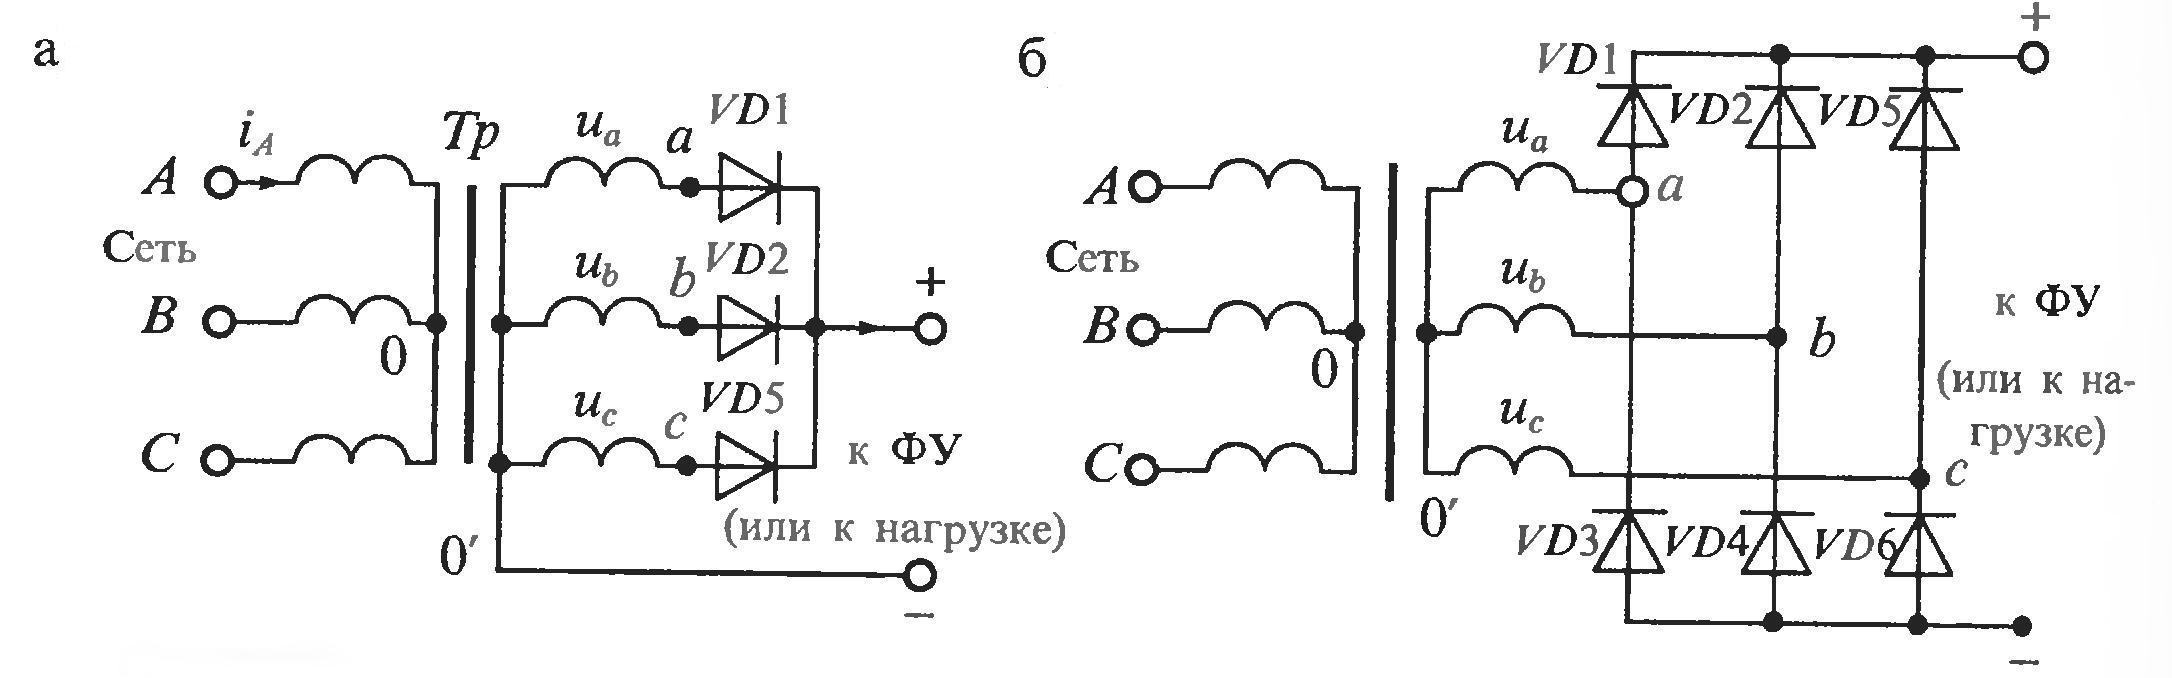 а
i_A
Тр
u_a
a
VD1
A
Сеть
u_b
b
VD2
+
B
0
u_c
c
VD5
C
к ФУ
(или к нагрузке)
0′
−
б
+
VD1
VD2
VD5
u_a
a
A
Сеть
u_b
к ФУ
B
b
0
(или к на-
u_c
грузке)
C
c
0′
VD3
VD4
VD6
−